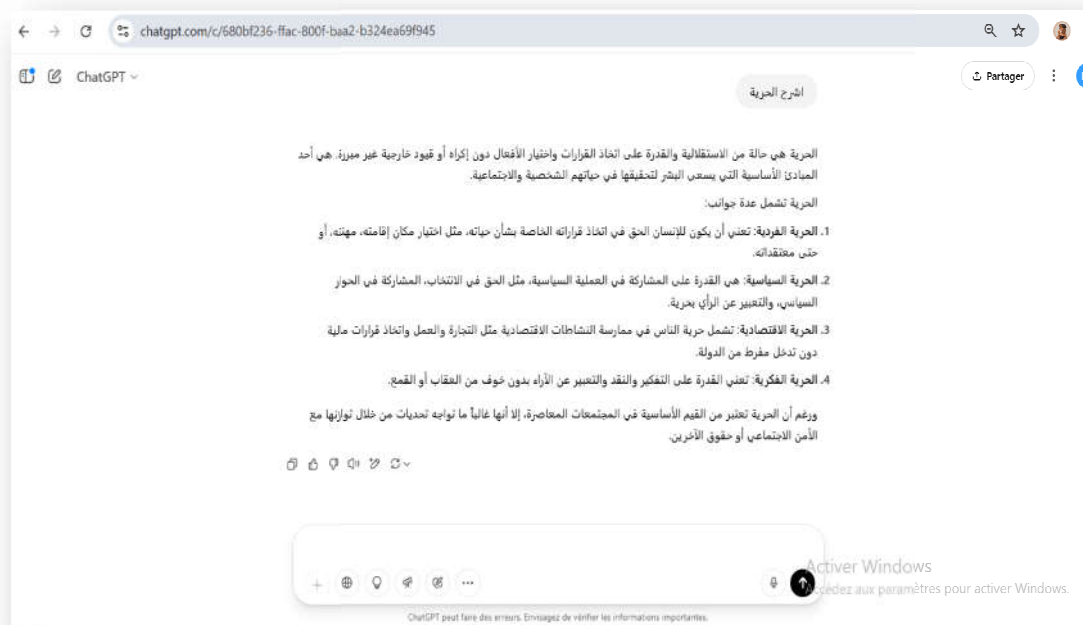 chatgpt.com/c/680bf236-ffac-800f-baa2-b324ea69f945
ChatGPT
Partager
اشرح الحرية
الحرية هي حالة من الاستقلالية والقدرة على اتخاذ القرارات واختيار الأفعال دون إكراه أو قيود خارجية غير مبررة. هي أحد
المبادئ الأساسية التي يسعى البشر لتحقيقها في حياتهم الشخصية والاجتماعية.
الحرية تشمل عدة جوانب:
1. الحرية الفردية: تعني أن يكون للإنسان الحق في اتخاذ قراراته الخاصة بشأن حياته، مثل اختيار مكان إقامته، مهنته، أو
حتى معتقداته.
2. الحرية السياسية: هي القدرة على المشاركة في العملية السياسية، مثل الحق في الانتخاب، المشاركة في الحوار
السياسي، والتعبير عن الرأي بحرية.
3. الحرية الاقتصادية: تشمل حرية الناس في ممارسة النشاطات الاقتصادية مثل التجارة والعمل واتخاذ قرارات مالية
دون تدخل مفرط من الدولة.
4. الحرية الفكرية: تعني القدرة على التفكير والنقد والتعبير عن الآراء بدون خوف من العقاب أو القمع.
ورغم أن الحرية تعتبر من القيم الأساسية في المجتمعات المعاصرة، إلا أنها غالباً ما تواجه تحديات من خلال توازنها مع
الأمن الاجتماعي أو حقوق الآخرين.
Activer Windows
Accédez aux paramètres pour activer Windows.
ChatGPT peut faire des erreurs. Envisagez de vérifier les informations importantes.